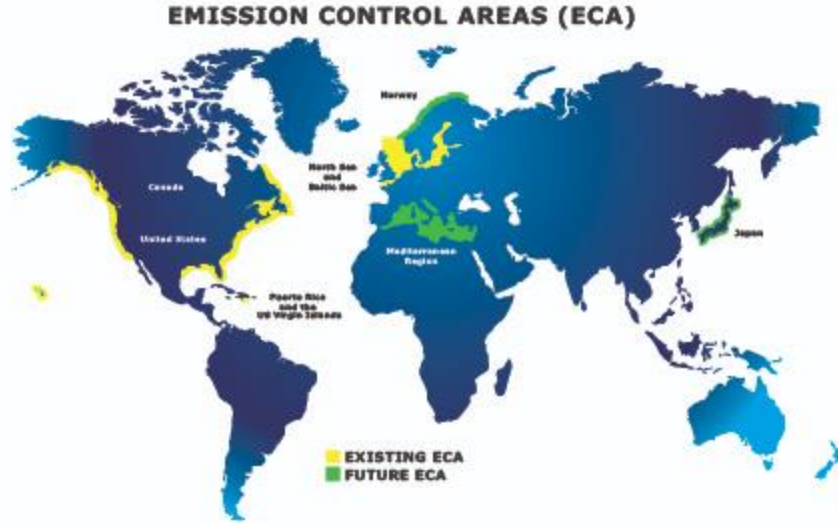 EMISSION CONTROL AREAS (ECA)
Norway
North Sea
and
Baltic Sea
Canada
United States
Mediterranean
Region
Japan
Puerto Rico
and the
US Virgin Islands
EXISTING ECA
FUTURE ECA